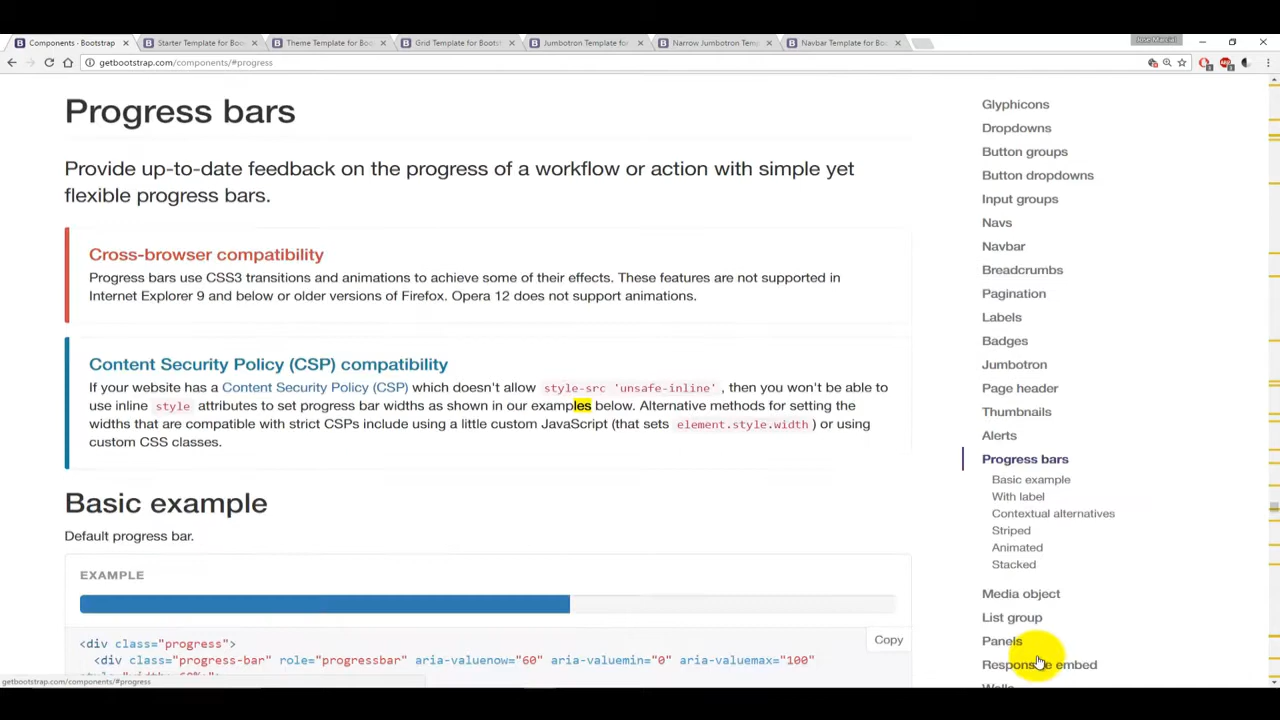 Components · Bootstrap
Starter Template for Boo
Theme Template for Boo
Grid Template for Bootst
Jumbotron Template for
Narrow Jumbotron Temp
Navbar Template for Boo
getbootstrap.com/components/#progress
Progress bars
Provide up-to-date feedback on the progress of a workflow or action with simple yet
flexible progress bars.
Cross-browser compatibility
Progress bars use CSS3 transitions and animations to achieve some of their effects. These features are not supported in
Internet Explorer 9 and below or older versions of Firefox. Opera 12 does not support animations.
Content Security Policy (CSP) compatibility
If your website has a Content Security Policy (CSP) which doesn't allow style-src 'unsafe-inline' , then you won't be able to
use inline style attributes to set progress bar widths as shown in our examples below. Alternative methods for setting the
widths that are compatible with strict CSPs include using a little custom JavaScript (that sets element.style.width ) or using
custom CSS classes.
Basic example
Default progress bar.
EXAMPLE
Copy
<div class="progress">
<div class="progress-bar" role="progressbar" aria-valuenow="60" aria-valuemin="0" aria-valuemax="100"
getbootstrap.com/components/#progress
Glyphicons
Dropdowns
Button groups
Button dropdowns
Input groups
Navs
Navbar
Breadcrumbs
Pagination
Labels
Badges
Jumbotron
Page header
Thumbnails
Alerts
Progress bars
Basic example
With label
Contextual alternatives
Striped
Animated
Stacked
Media object
List group
Panels
Responsive embed
Wells